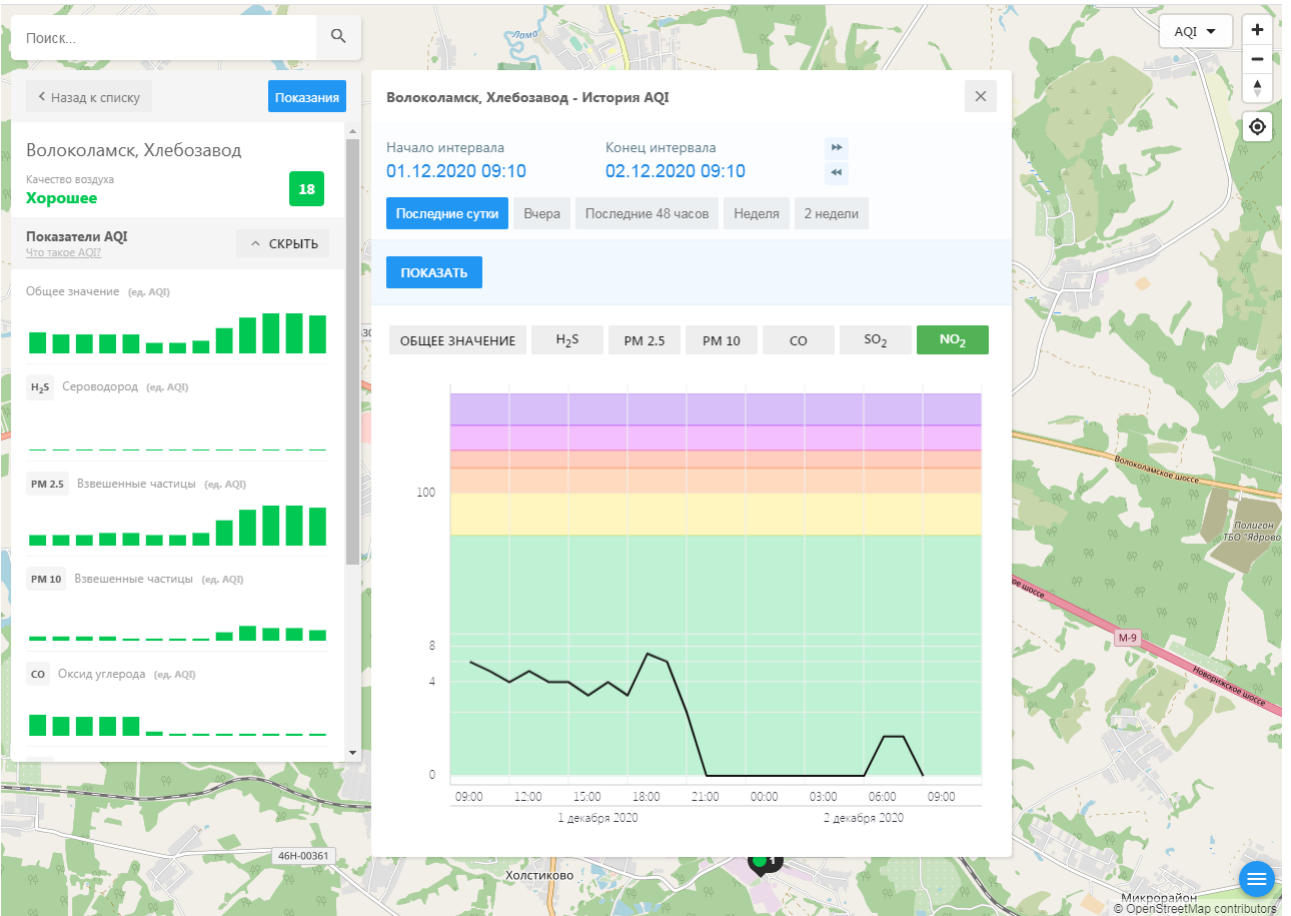 Поиск...
AQI
Назад к списку
Показания
Волоколамск, Хлебозавод
Качество воздуха
Хорошее
18
Показатели AQI
Что такое AQI?
СКРЫТЬ
Общее значение (ед. AQI)
H₂S Сероводород (ед. AQI)
PM 2.5 Взвешенные частицы (ед. AQI)
PM 10 Взвешенные частицы (ед. AQI)
CO Оксид углерода (ед. AQI)
Волоколамск, Хлебозавод - История AQI
Начало интервала
Конец интервала
01.12.2020 09:10
02.12.2020 09:10
Последние сутки
Вчера
Последние 48 часов
Неделя
2 недели
ПОКАЗАТЬ
ОБЩЕЕ ЗНАЧЕНИЕ
H₂S
PM 2.5
PM 10
CO
SO₂
NO₂
100
8
4
0
09:00 12:00 15:00 18:00 21:00 00:00 03:00 06:00 09:00
1 декабря 2020
2 декабря 2020
Лама
Волоколамское шоссе
Полигон
ТБО "Ядрово
М-9
Новорижское шоссе
ое шоссе
46Н-00361
Холстиково
1
Микрорайон
© OpenStreetMap contributors